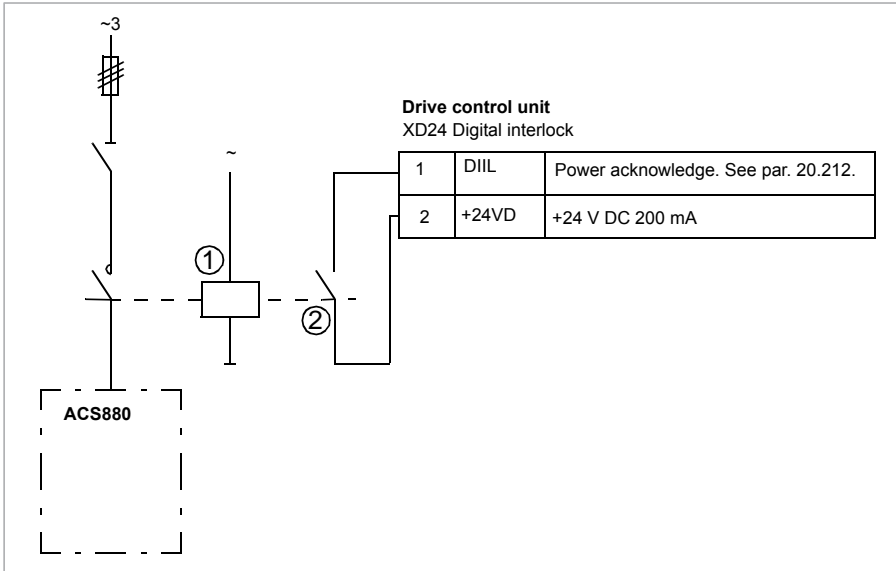 ~3
Drive control unit
XD24 Digital interlock
~
1 DIIL Power acknowledge. See par. 20.212.
2 +24VD +24 V DC 200 mA
1
2
ACS880